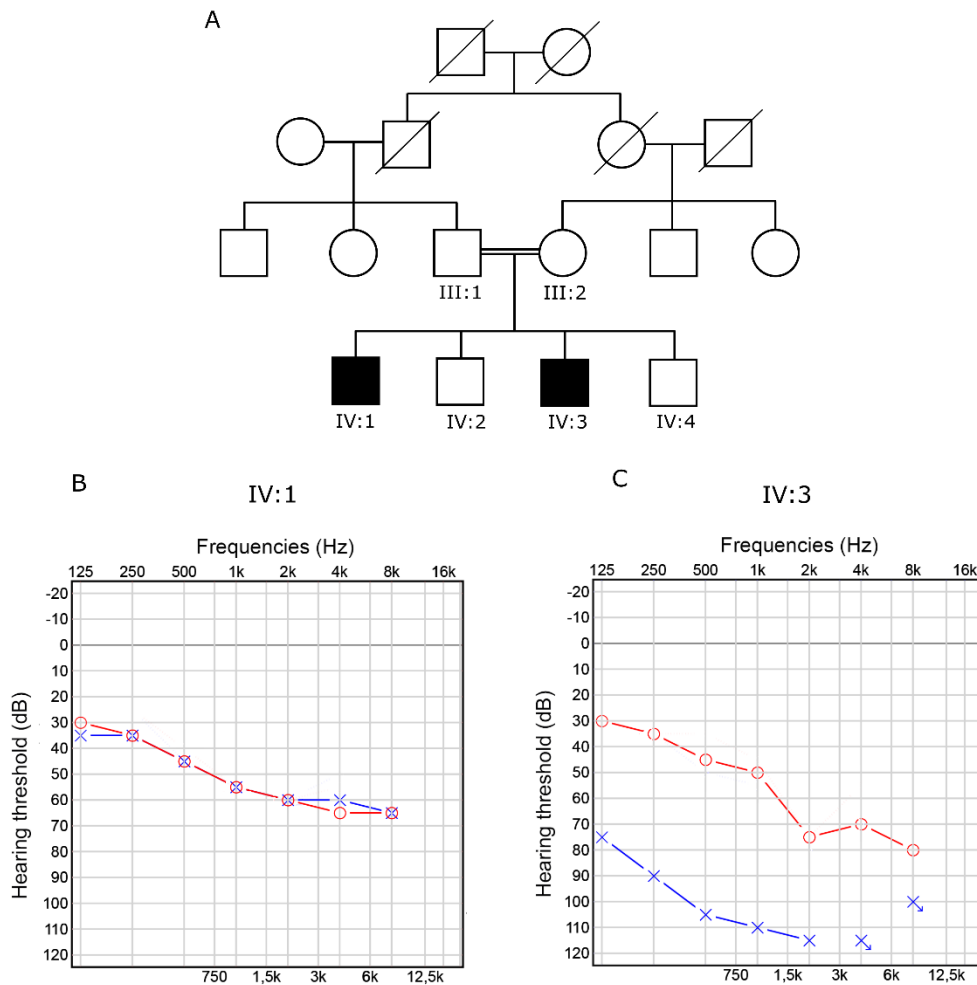 A
III:1 III:2
IV:1 IV:2 IV:3 IV:4
B
IV:1
Frequencies (Hz)
125 250 500 1k 2k 4k 8k 16k
Hearing threshold (dB)
-20
-10
0
10
20
30
40
50
60
70
80
90
100
110
120
750 1,5k 3k 6k 12,5k
C
IV:3
Frequencies (Hz)
125 250 500 1k 2k 4k 8k 16k
Hearing threshold (dB)
-20
-10
0
10
20
30
40
50
60
70
80
90
100
110
120
750 1,5k 3k 6k 12,5k